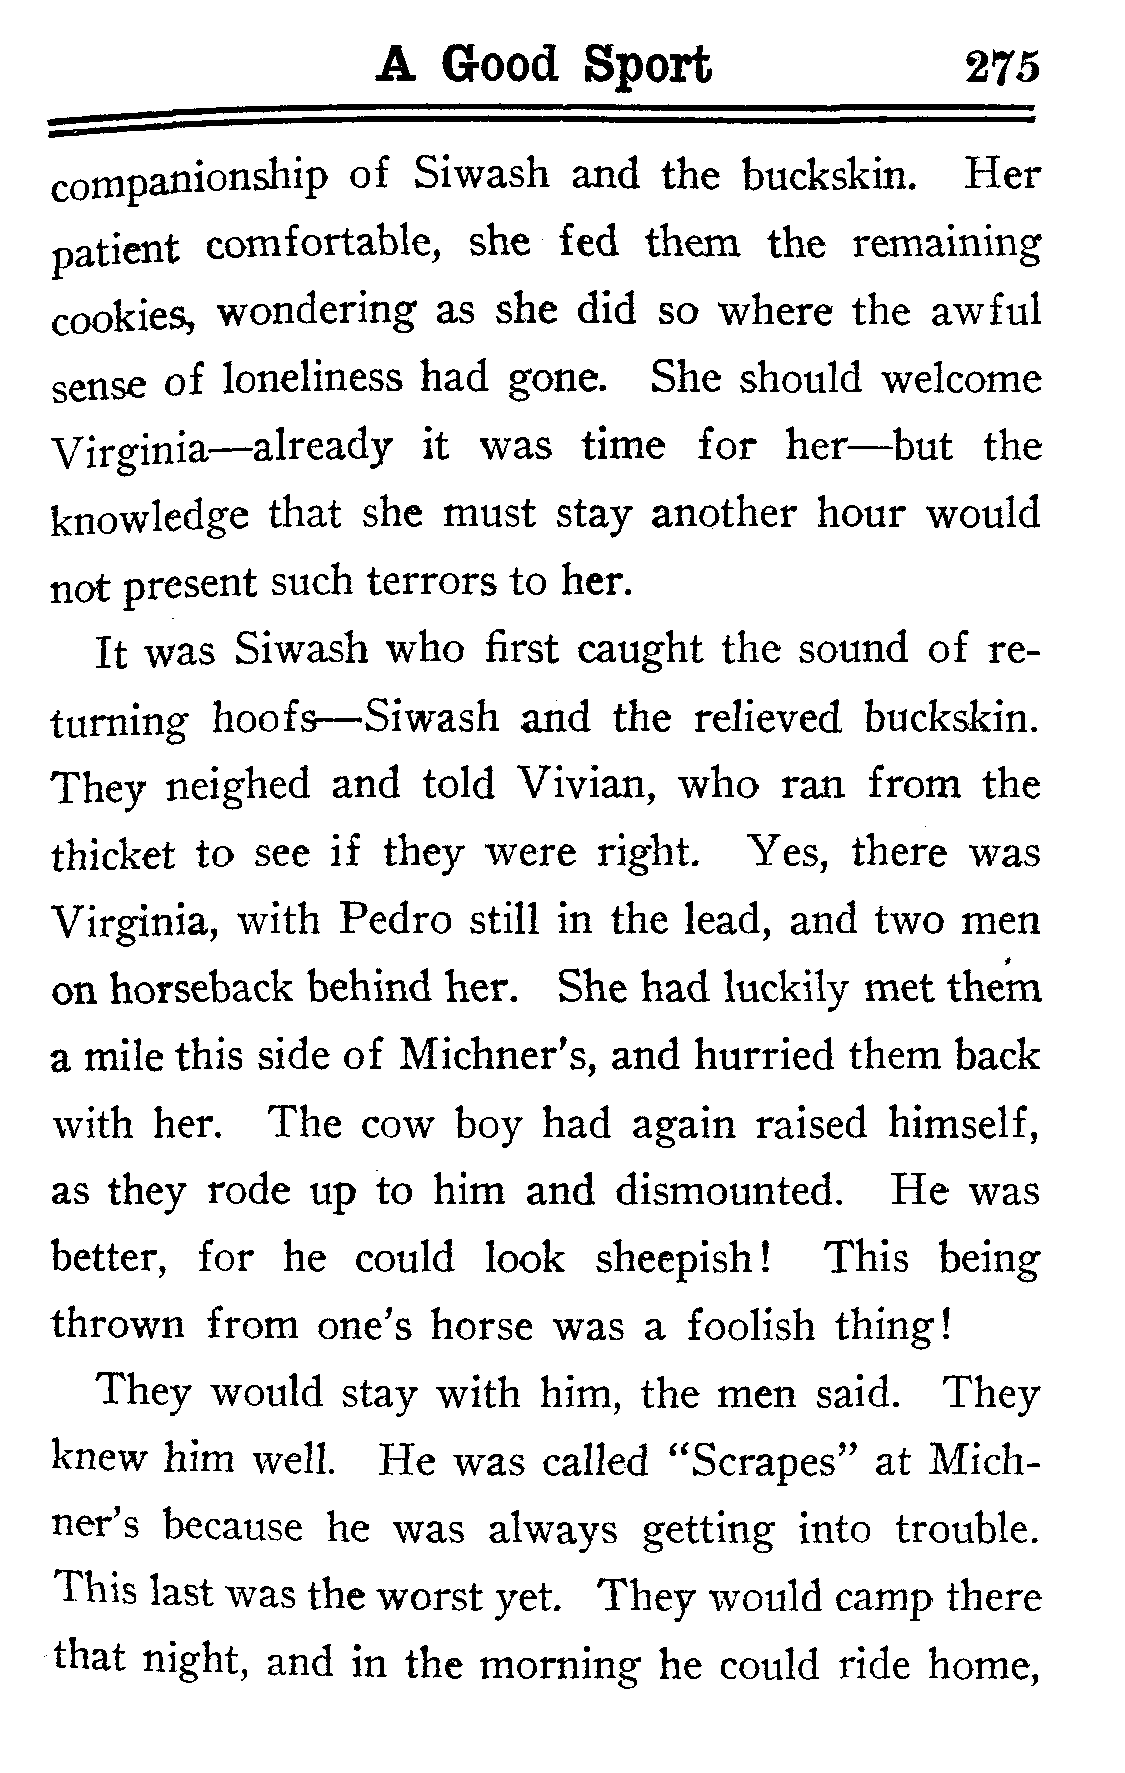 A Good Sport 275
companionship of Siwash and the buckskin. Her
patient comfortable, she fed them the remaining
cookies, wondering as she did so where the awful
sense of loneliness had gone. She should welcome
Virginia—already it was time for her—but the
knowledge that she must stay another hour would
not present such terrors to her.
It was Siwash who first caught the sound of re-
turning hoofs—Siwash and the relieved buckskin.
They neighed and told Vivian, who ran from the
thicket to see if they were right. Yes, there was
Virginia, with Pedro still in the lead, and two men
on horseback behind her. She had luckily met them
a mile this side of Michner's, and hurried them back
with her. The cow boy had again raised himself,
as they rode up to him and dismounted. He was
better, for he could look sheepish! This being
thrown from one's horse was a foolish thing!
They would stay with him, the men said. They
knew him well. He was called “Scrapes” at Mich-
ner's because he was always getting into trouble.
This last was the worst yet. They would camp there
that night, and in the morning he could ride home,